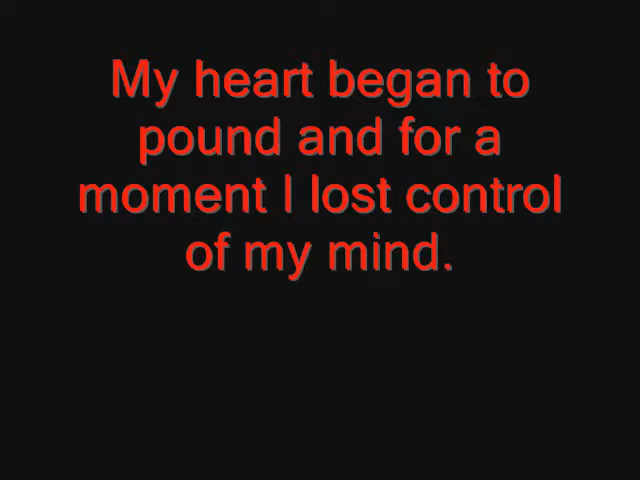 My heart began to
pound and for a
moment I lost control
of my mind.